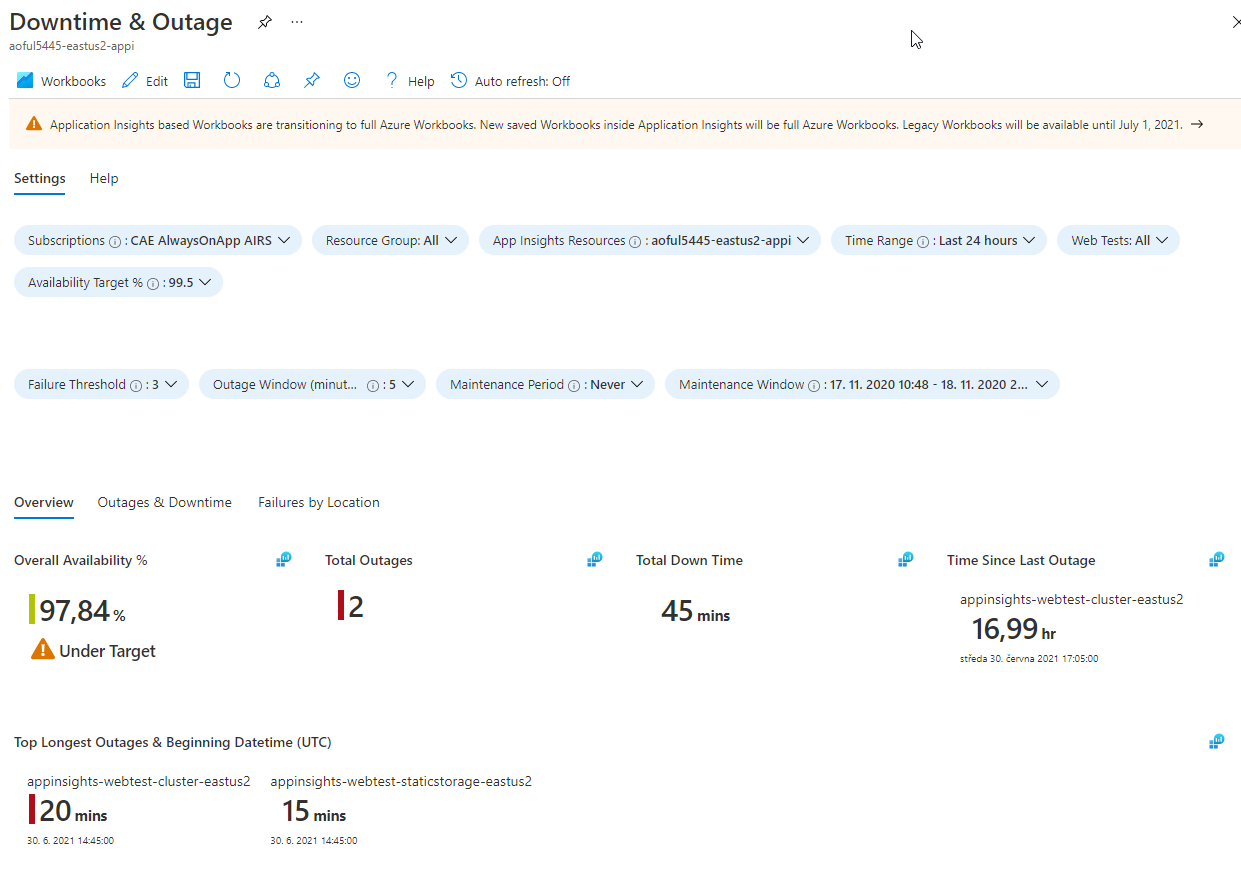 Downtime & Outage
aoful5445-eastus2-appi
Workbooks Edit Help Auto refresh: Off
Application Insights based Workbooks are transitioning to full Azure Workbooks. New saved Workbooks inside Application Insights will be full Azure Workbooks. Legacy Workbooks will be available until July 1, 2021. →
Settings Help
Subscriptions : CAE AlwaysOnApp AIRS Resource Group: All App Insights Resources : aoful5445-eastus2-appi Time Range : Last 24 hours Web Tests: All
Availability Target % : 99.5
Failure Threshold : 3 Outage Window (minut... : 5 Maintenance Period : Never Maintenance Window : 17. 11. 2020 10:48 - 18. 11. 2020 2...
Overview Outages & Downtime Failures by Location
Overall Availability % Total Outages Total Down Time Time Since Last Outage
appinsights-webtest-cluster-eastus2
97,84 % 2 45 mins 16,99 hr
Under Target středa 30. června 2021 17:05:00
Top Longest Outages & Beginning Datetime (UTC)
appinsights-webtest-cluster-eastus2 appinsights-webtest-staticstorage-eastus2
20 mins 15 mins
30. 6. 2021 14:45:00 30. 6. 2021 14:45:00